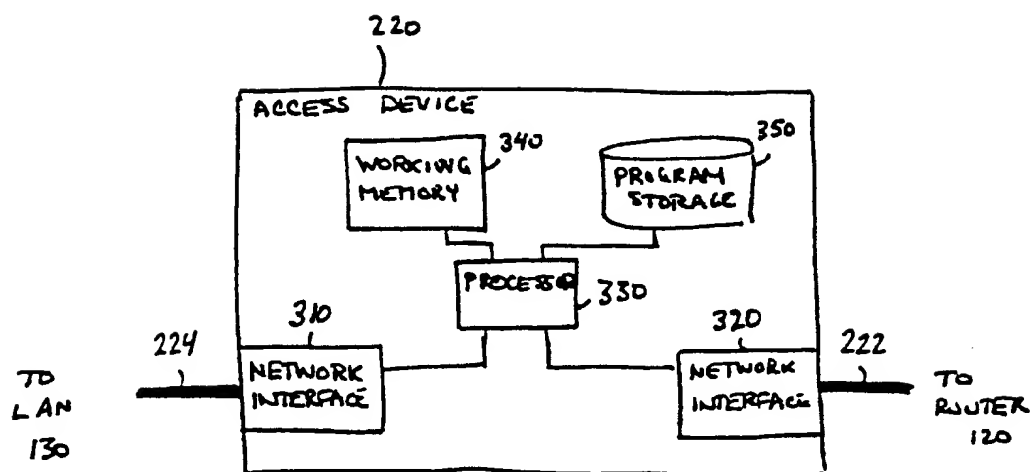 220
ACCESS DEVICE
WORKING
MEMORY
340
PROGRAM
STORAGE
350
PROCESSOR
330
310
NETWORK
INTERFACE
320
NETWORK
INTERFACE
224
TO
LAN
130
222
TO
ROUTER
120